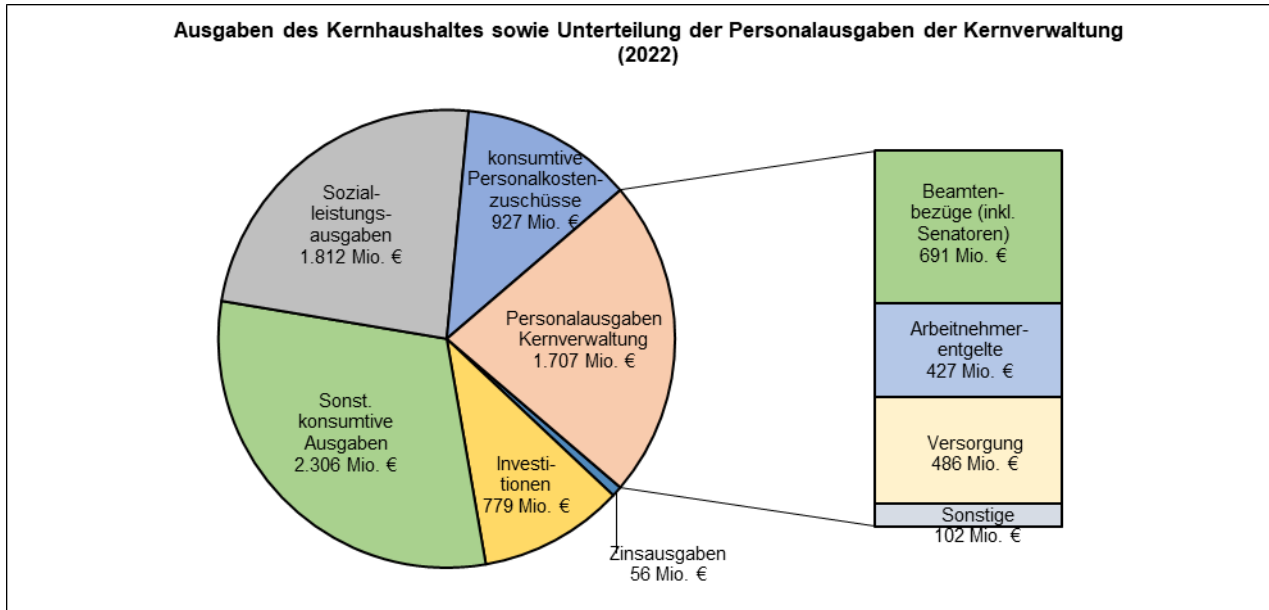 Ausgaben des Kernhaushaltes sowie Unterteilung der Personalausgaben der Kernverwaltung
(2022)
konsumtive
Personalkosten-
zuschüsse
927 Mio. €
Sozial-
leistungs-
ausgaben
1.812 Mio. €
Personalausgaben
Kernverwaltung
1.707 Mio. €
Sonst.
konsumtive
Ausgaben
2.306 Mio. €
Investi-
tionen
779 Mio. €
Zinsausgaben
56 Mio. €
Beamten-
bezüge (inkl.
Senatoren)
691 Mio. €
Arbeitnehmer-
entgelte
427 Mio. €
Versorgung
486 Mio. €
Sonstige
102 Mio. €